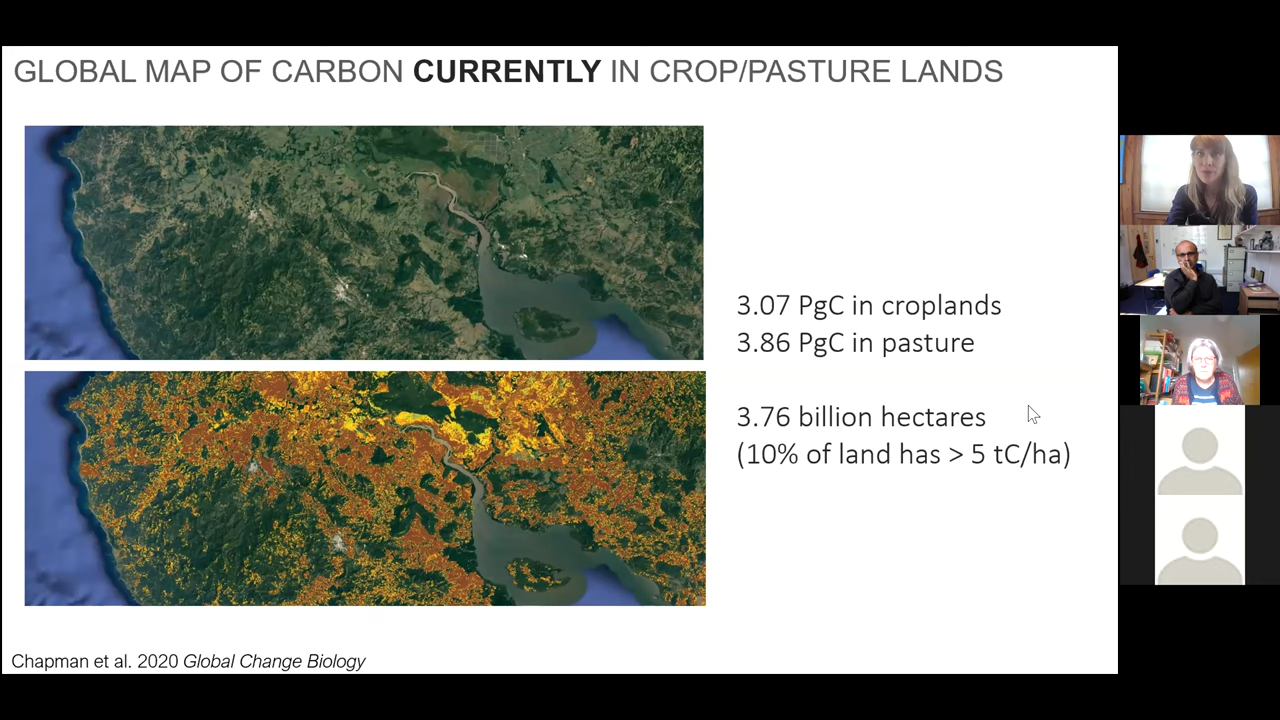 GLOBAL MAP OF CARBON CURRENTLY IN CROP/PASTURE LANDS
3.07 PgC in croplands
3.86 PgC in pasture
3.76 billion hectares
(10% of land has > 5 tC/ha)
Chapman et al. 2020 Global Change Biology